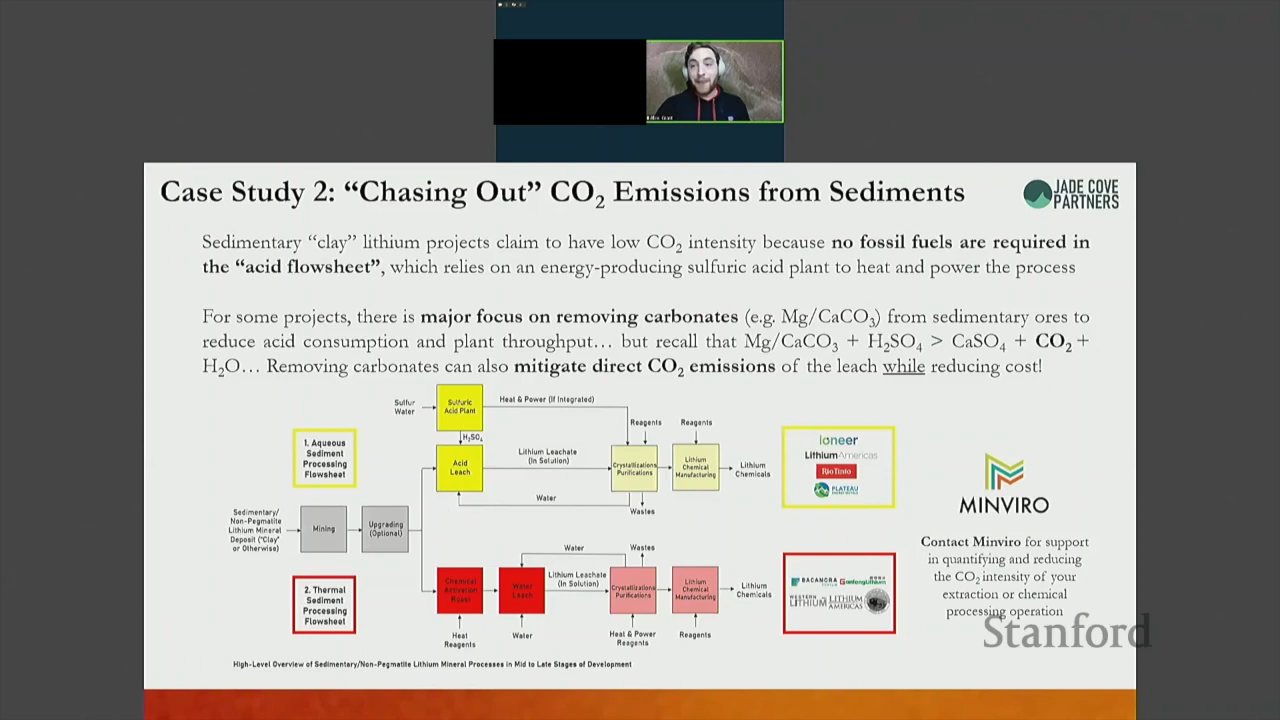 Case Study 2: “Chasing Out” CO2 Emissions from Sediments
JADE COVE
PARTNERS
Sedimentary “clay” lithium projects claim to have low CO2 intensity because no fossil fuels are required in
the “acid flowsheet”, which relies on an energy-producing sulfuric acid plant to heat and power the process
For some projects, there is major focus on removing carbonates (e.g. Mg/CaCO3) from sedimentary ores to
reduce acid consumption and plant throughput… but recall that Mg/CaCO3 + H2SO4 > CaSO4 + CO2 +
H2O… Removing carbonates can also mitigate direct CO2 emissions of the leach while reducing cost!
Sulfur
Water
Sulfuric
Acid Plant
Heat & Power (If Integrated)
H2SO4
Reagents
Reagents
1. Aqueous
Sediment
Processing
Flowsheet
Acid
Leach
Lithium Leachate
(In Solution)
Crystallizations
Purifications
Lithium
Chemical
Manufacturing
Lithium
Chemicals
Water
Wastes
ioneer
LithiumAmericas
RioTinto
PLATEAU
MINVIRO
Sedimentary/
Non-Pegmatite
Lithium Mineral
Deposit ("Clay"
or Otherwise)
Mining
Upgrading
(Optional)
Contact Minviro for support
in quantifying and reducing
the CO2 intensity of your
extraction or chemical
processing operation
2. Thermal
Sediment
Processing
Flowsheet
Water
Wastes
Chemical
Activation
Roast
Water
Leach
Lithium Leachate
(In Solution)
Crystallizations
Purifications
Lithium
Chemical
Manufacturing
Lithium
Chemicals
Heat
Reagents
Water
Heat & Power
Reagents
Reagents
BACANORA
GanfengLithium
WESTERN
LITHIUM
LITHIUM
AMERICAS
Stanford
High-Level Overview of Sedimentary/Non-Pegmatite Lithium Mineral Processes in Mid to Late Stages of Development